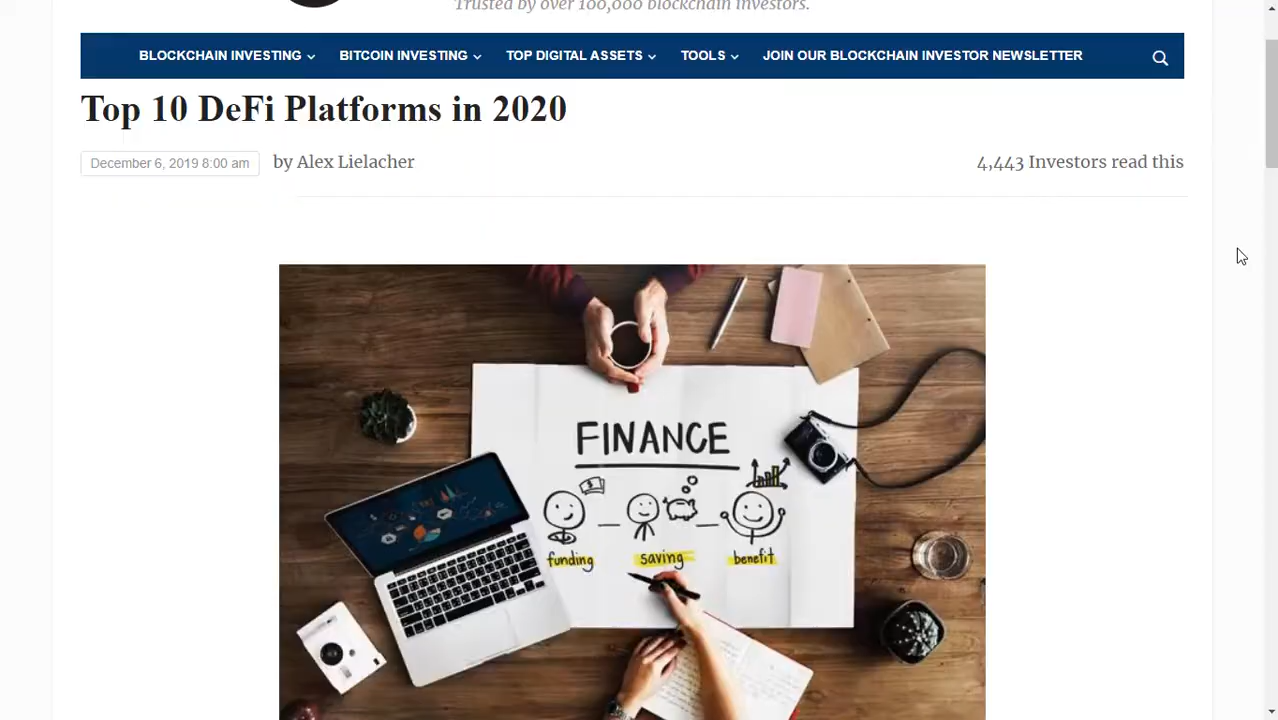 Trusted by over 100,000 blockchain investors.
BLOCKCHAIN INVESTING BITCOIN INVESTING TOP DIGITAL ASSETS TOOLS JOIN OUR BLOCKCHAIN INVESTOR NEWSLETTER
Top 10 DeFi Platforms in 2020
December 6, 2019 8:00 am by Alex Lielacher 4,443 Investors read this
FINANCE
$
funding saving benefit